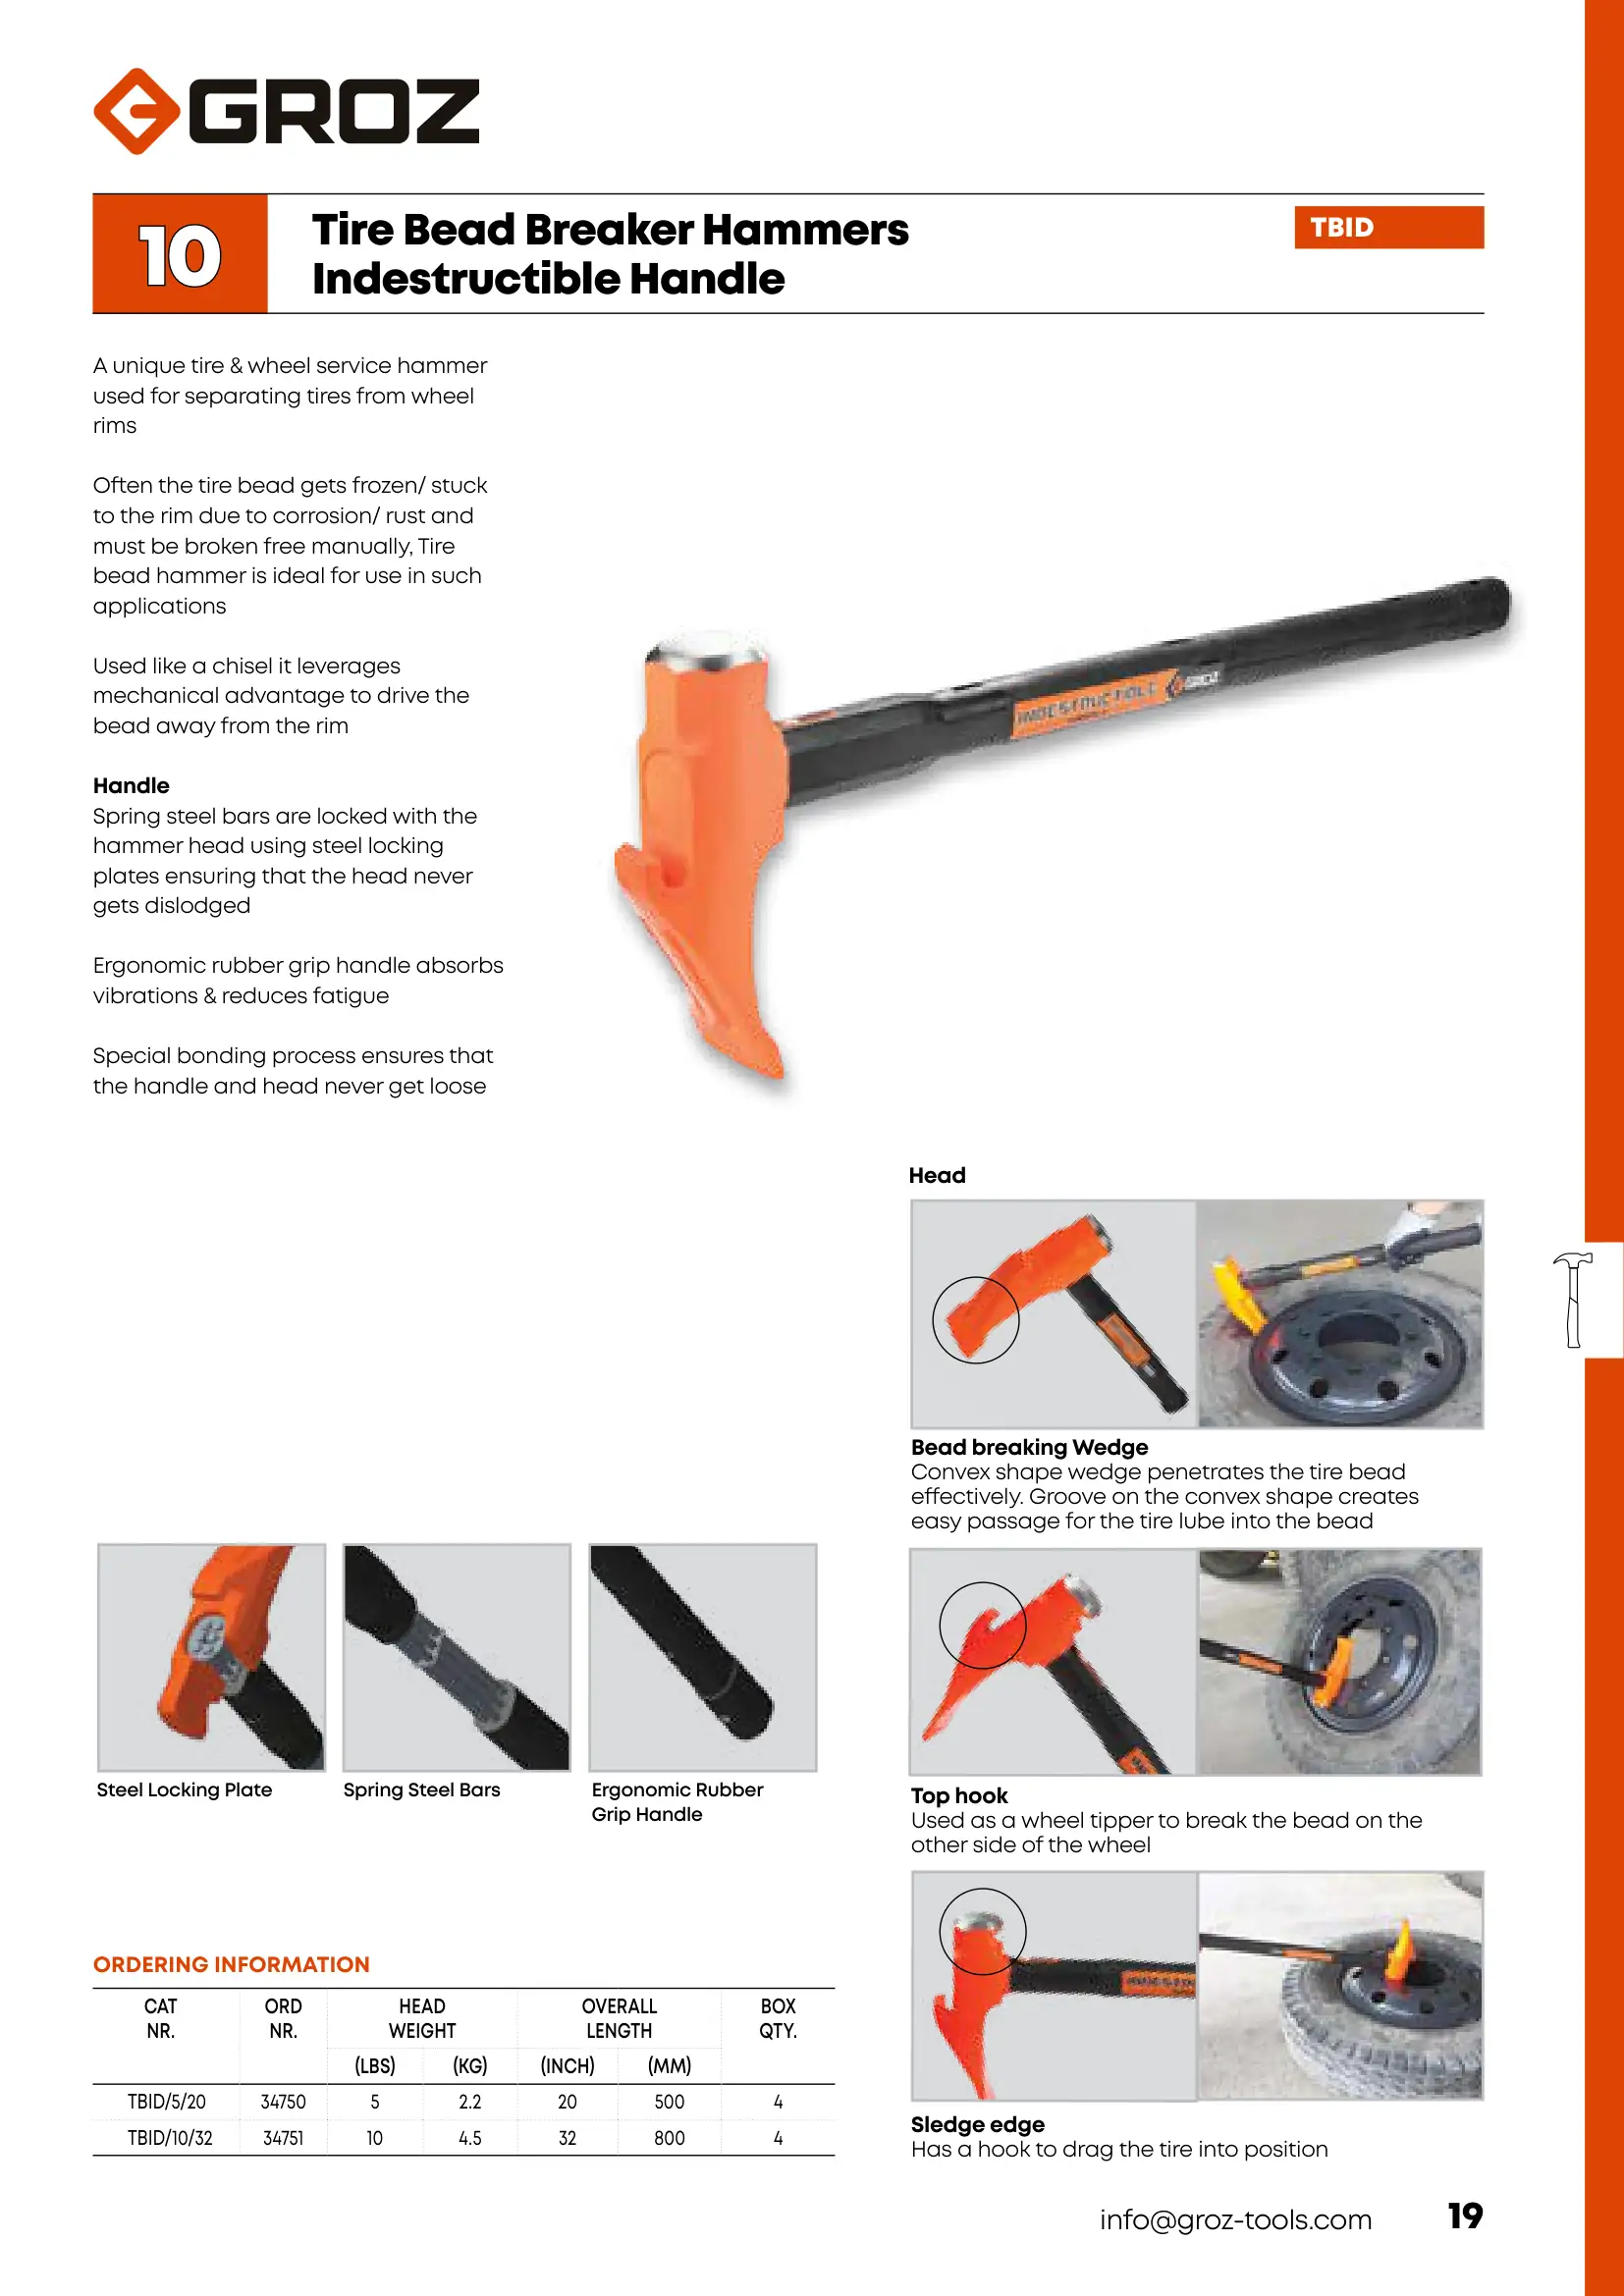 GROZ
10
Tire Bead Breaker Hammers
Indestructible Handle
TBID
A unique tire & wheel service hammer
used for separating tires from wheel
rims
Often the tire bead gets frozen/ stuck
to the rim due to corrosion/ rust and
must be broken free manually, Tire
bead hammer is ideal for use in such
applications
Used like a chisel it leverages
mechanical advantage to drive the
bead away from the rim
Handle
Spring steel bars are locked with the
hammer head using steel locking
plates ensuring that the head never
gets dislodged
Ergonomic rubber grip handle absorbs
vibrations & reduces fatigue
Special bonding process ensures that
the handle and head never get loose
GROZ
Head
Bead breaking Wedge
Convex shape wedge penetrates the tire bead
effectively. Groove on the convex shape creates
easy passage for the tire lube into the bead
Top hook
Used as a wheel tipper to break the bead on the
other side of the wheel
Sledge edge
Has a hook to drag the tire into position
Steel Locking Plate
Spring Steel Bars
Ergonomic Rubber
Grip Handle
ORDERING INFORMATION
CAT NR. ORD NR. HEAD WEIGHT OVERALL LENGTH BOX QTY.
(LBS) (KG) (INCH) (MM)
TBID/5/20 34750 5 2.2 20 500 4
TBID/10/32 34751 10 4.5 32 800 4
info@groz-tools.com 19